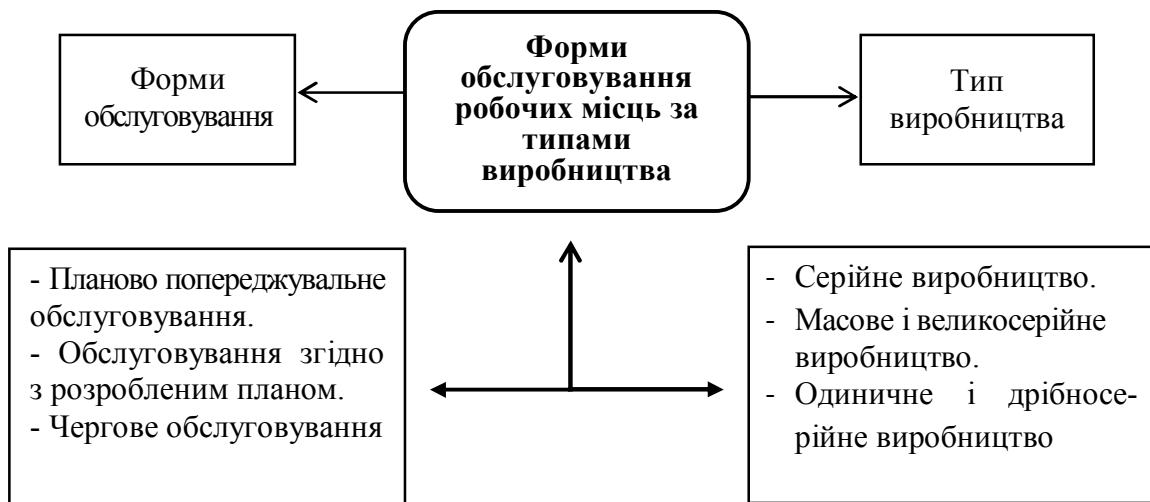 Форми
обслуговування
Форми
обслуговування
робочих місць за
типами
виробництва
Тип
виробництва
- Планово попереджувальне
обслуговування.
- Обслуговування згідно
з розробленим планом.
- Чергове обслуговування
- Серійне виробництво.
- Масове і великосерійне
виробництво.
- Одиничне і дрібносе-
рійне виробництво